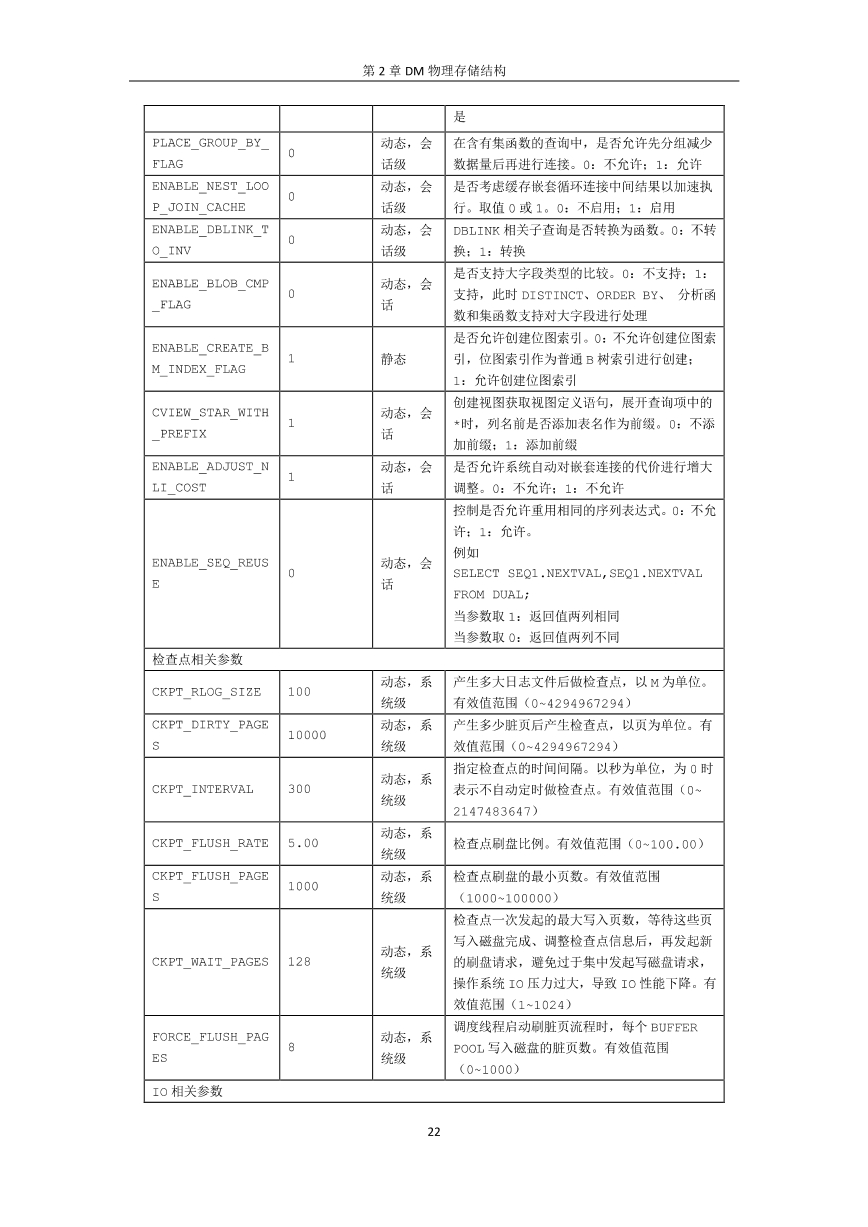 第 2 章 DM 物理存储结构
是
PLACE_GROUP_BY_
FLAG
0
动态，会
话级
在含有集函数的查询中，是否允许先分组减少
数据量后再进行连接。0：不允许；1：允许
ENABLE_NEST_LOO
P_JOIN_CACHE
0
动态，会
话级
是否考虑缓存嵌套循环连接中间结果以加速执
行。取值 0 或 1。0：不启用；1：启用
ENABLE_DBLINK_T
O_INV
0
动态，会
话级
DBLINK 相关子查询是否转换为函数。0：不转
换；1：转换
ENABLE_BLOB_CMP
_FLAG
0
动态，会
话
是否支持大字段类型的比较。0：不支持；1：
支持，此时 DISTINCT、ORDER BY、 分析函
数和集函数支持对大字段进行处理
ENABLE_CREATE_B
M_INDEX_FLAG
1
静态
是否允许创建位图索引。0：不允许创建位图索
引，位图索引作为普通 B 树索引进行创建；
1：允许创建位图索引
CVIEW_STAR_WITH
_PREFIX
1
动态，会
话
创建视图获取视图定义语句，展开查询项中的
*时，列名前是否添加表名作为前缀。0：不添
加前缀；1：添加前缀
ENABLE_ADJUST_N
LI_COST
1
动态，会
话
是否允许系统自动对嵌套连接的代价进行增大
调整。0：不允许；1：不允许
ENABLE_SEQ_REUS
E
0
动态，会
话
控制是否允许重用相同的序列表达式。0：不允
许；1：允许。
例如
SELECT SEQ1.NEXTVAL,SEQ1.NEXTVAL
FROM DUAL;
当参数取 1：返回值两列相同
当参数取 0：返回值两列不同
检查点相关参数
CKPT_RLOG_SIZE
100
动态，系
统级
产生多大日志文件后做检查点，以 M 为单位。
有效值范围（0~4294967294）
CKPT_DIRTY_PAGE
S
10000
动态，系
统级
产生多少脏页后产生检查点，以页为单位。有
效值范围（0~4294967294）
CKPT_INTERVAL
300
动态，系
统级
指定检查点的时间间隔。以秒为单位，为 0 时
表示不自动定时做检查点。有效值范围（0~
2147483647）
CKPT_FLUSH_RATE
5.00
动态，系
统级
检查点刷盘比例。有效值范围（0~100.00）
CKPT_FLUSH_PAGE
S
1000
动态，系
统级
检查点刷盘的最小页数。有效值范围
（1000~100000）
CKPT_WAIT_PAGES
128
动态，系
统级
检查点一次发起的最大写入页数，等待这些页
写入磁盘完成、调整检查点信息后，再发起新
的刷盘请求，避免过于集中发起写磁盘请求，
操作系统 IO 压力过大，导致 IO 性能下降。有
效值范围（1~1024）
FORCE_FLUSH_PAG
ES
8
动态，系
统级
调度线程启动刷脏页流程时，每个 BUFFER
POOL 写入磁盘的脏页数。有效值范围
（0~1000）
IO 相关参数
22